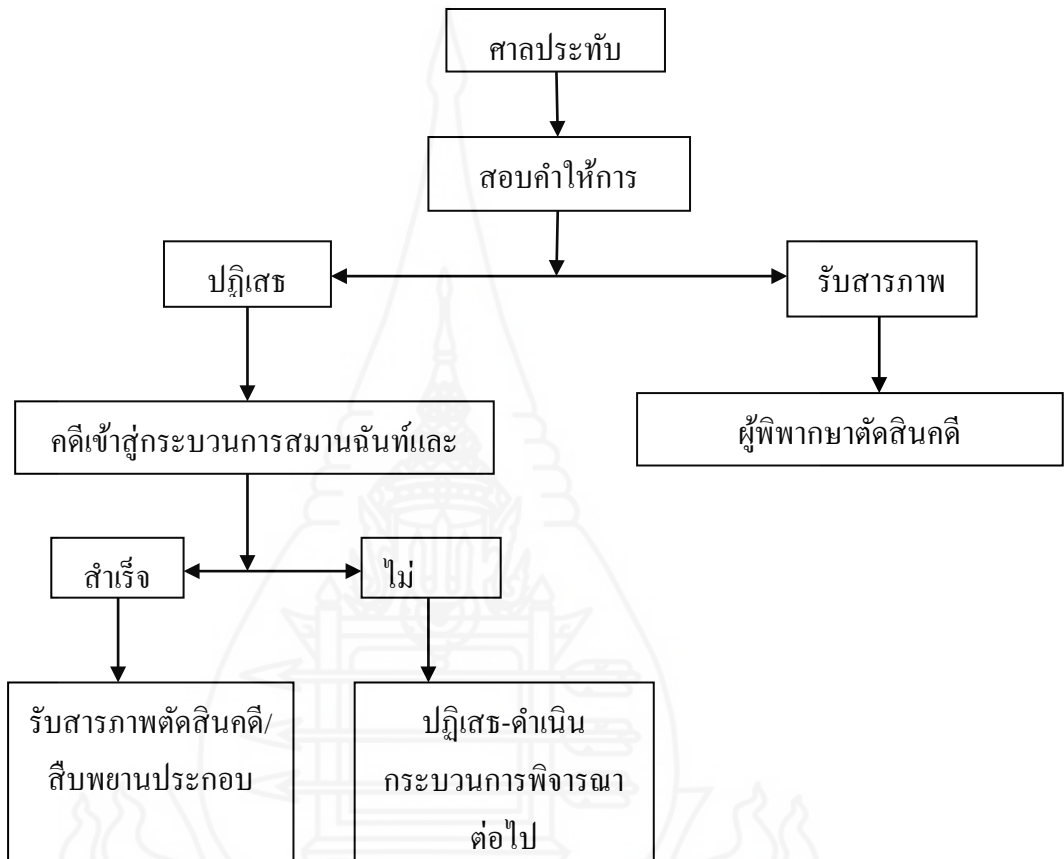 ศาลประทับ
สอบคำให้การ
ปฏิเสธ
รับสารภาพ
คดีเข้าสู่กระบวนการสมานฉันท์และ
ผู้พิพากษาตัดสินคดี
สำเร็จ
ไม่
รับสารภาพตัดสินคดี/
สืบพยานประกอบ
ปฏิเสธ-ดำเนิน
กระบวนการพิจารณา
ต่อไป